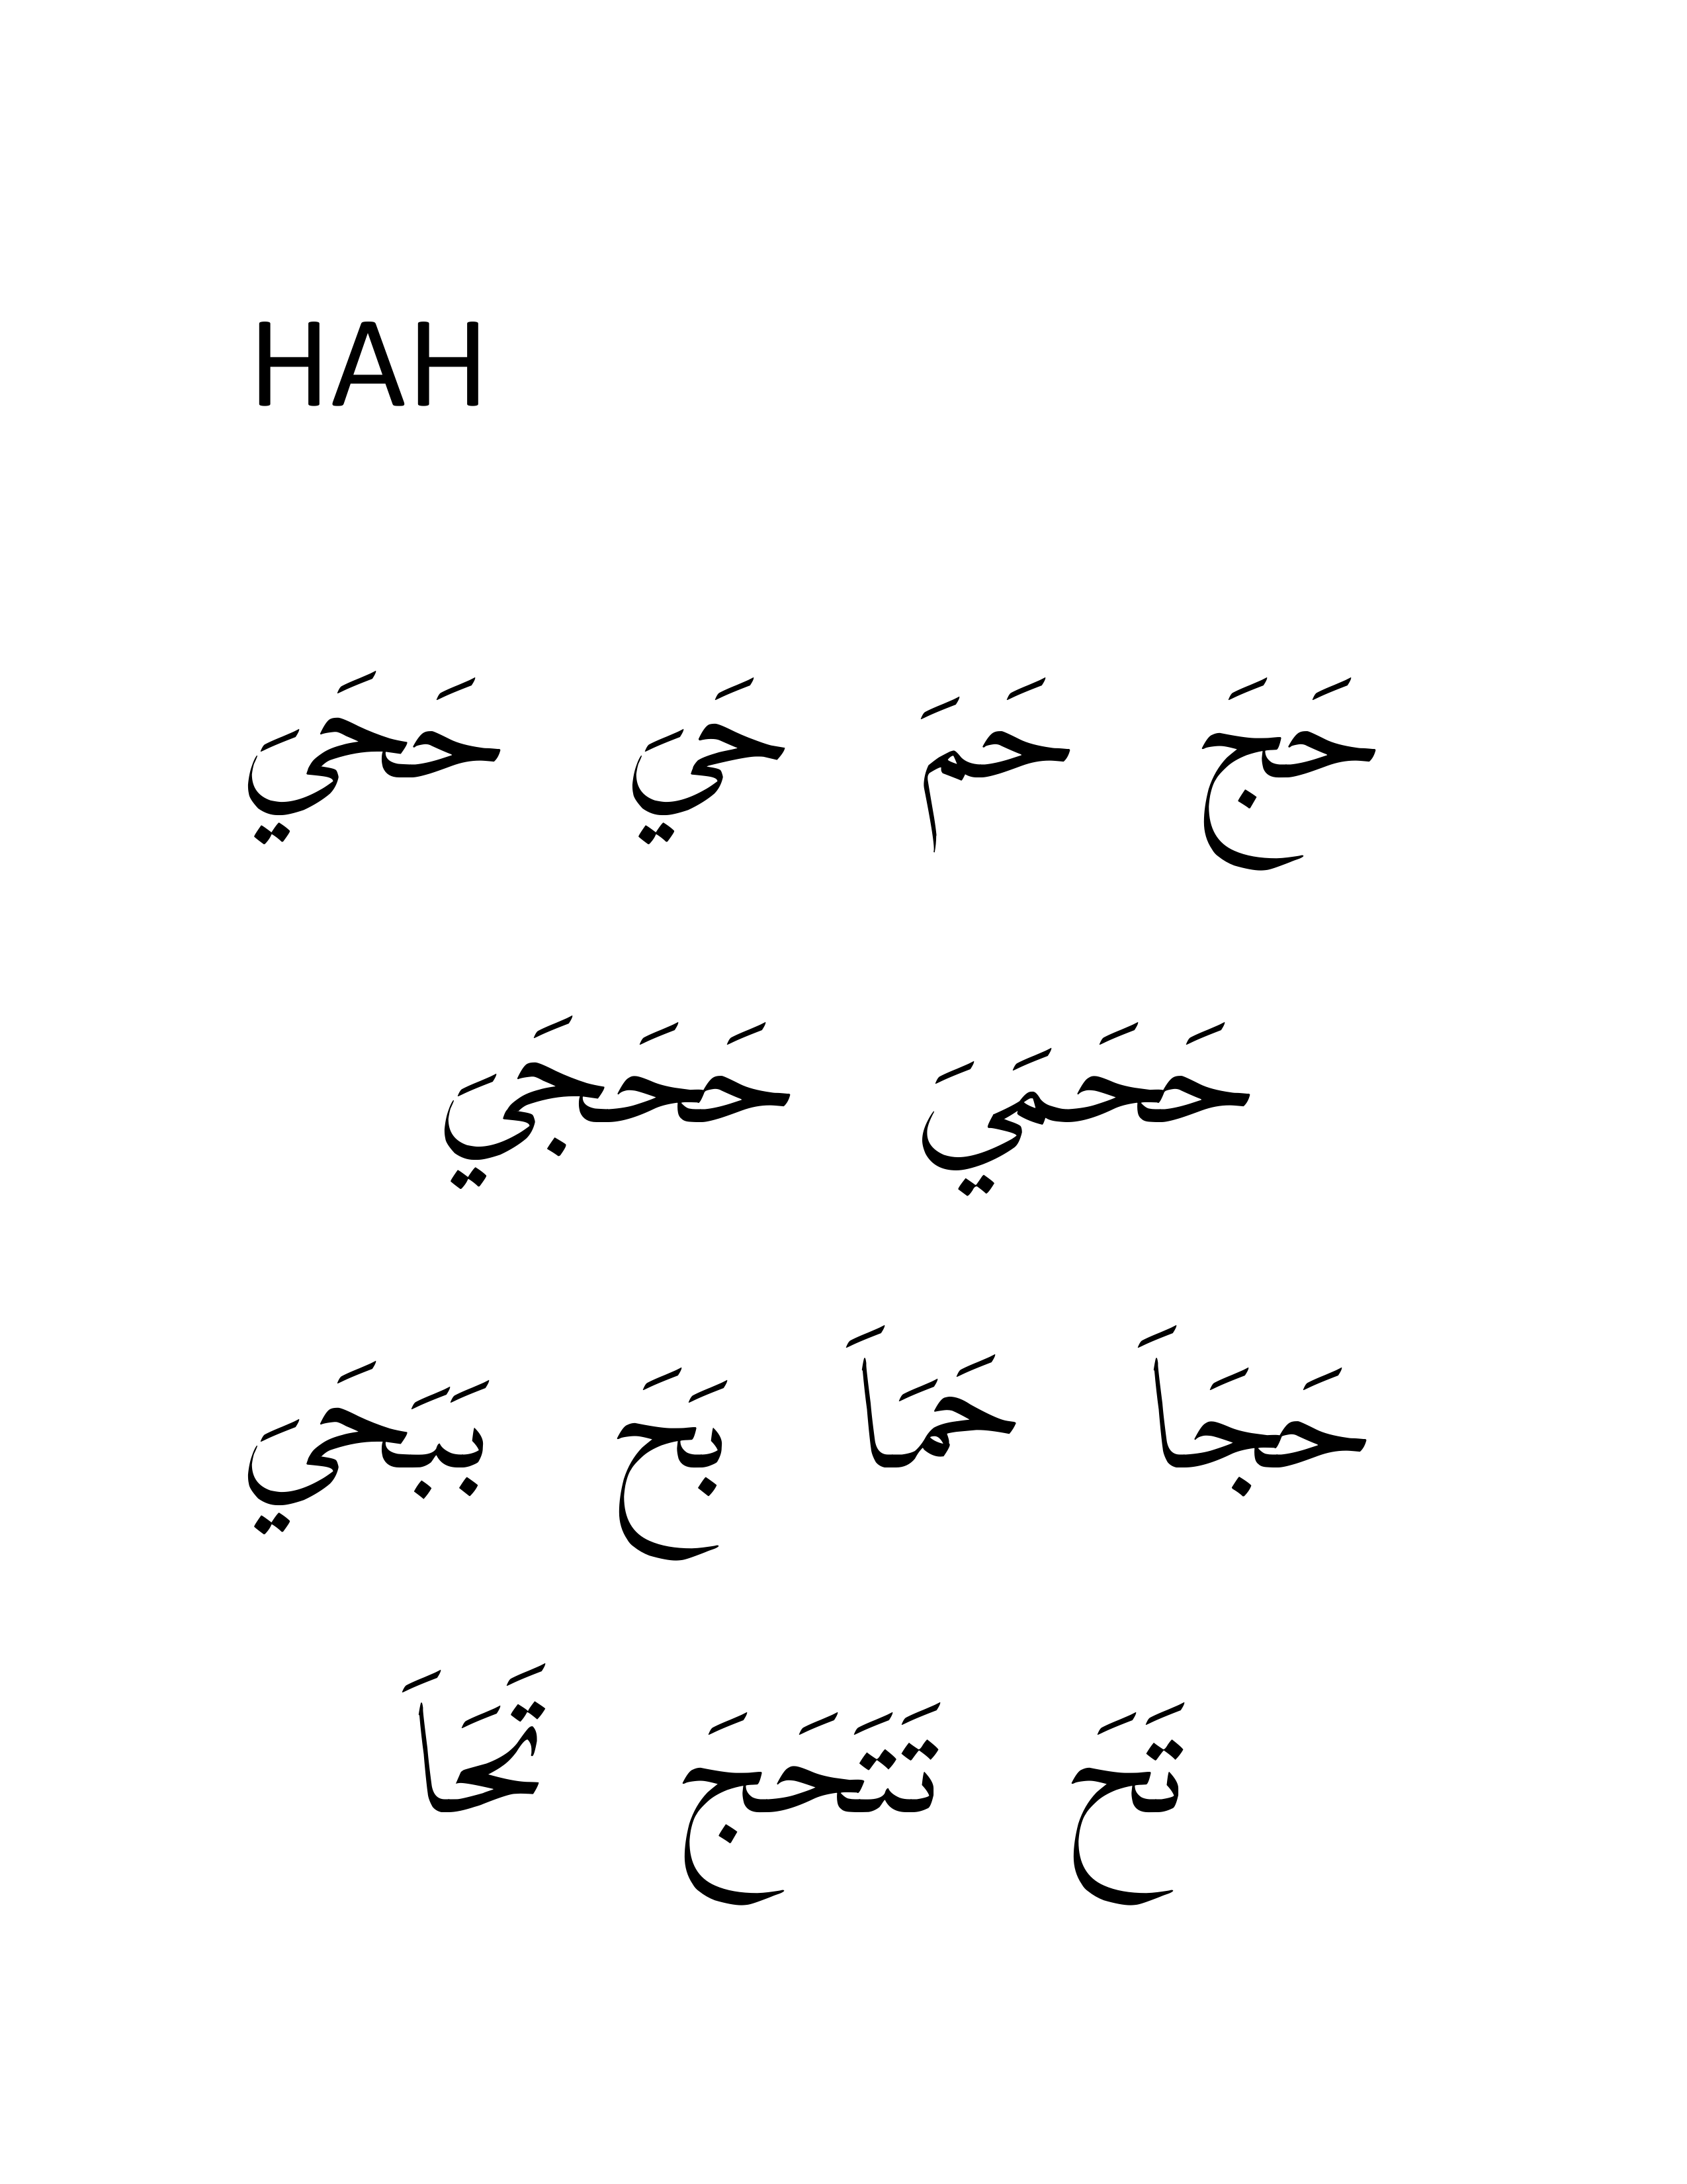 HAH
حَجَ حَمَ حَيَ حَحَيَ
حَحَمَيَ حَحَجَيَ
حَجَاَ حَمَاَ بَحَ بَبَحَيَ
تَحَ تَتَحَجَ تَحَاَ